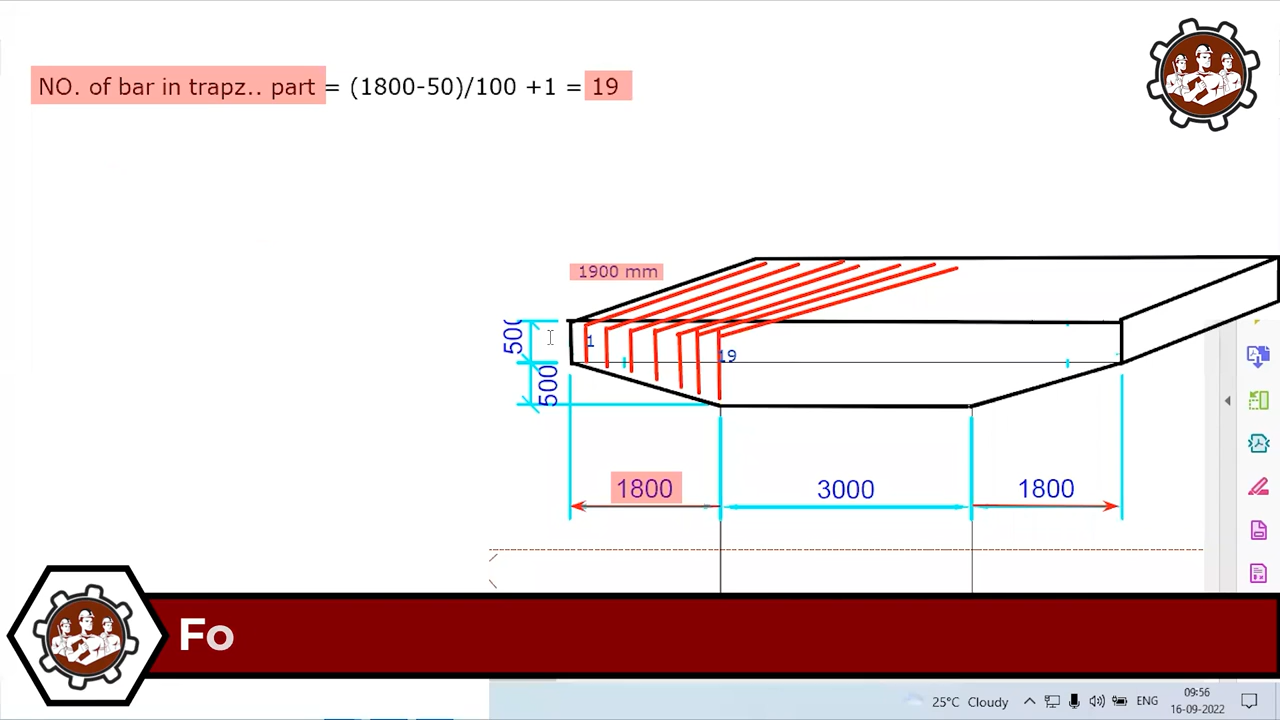 NO. of bar in trapz.. part = (1800-50)/100 +1 = 19
1900 mm
500
1
19
500
1800
3000
1800
Fo
25°C Cloudy
ENG
09:56
16-09-2022